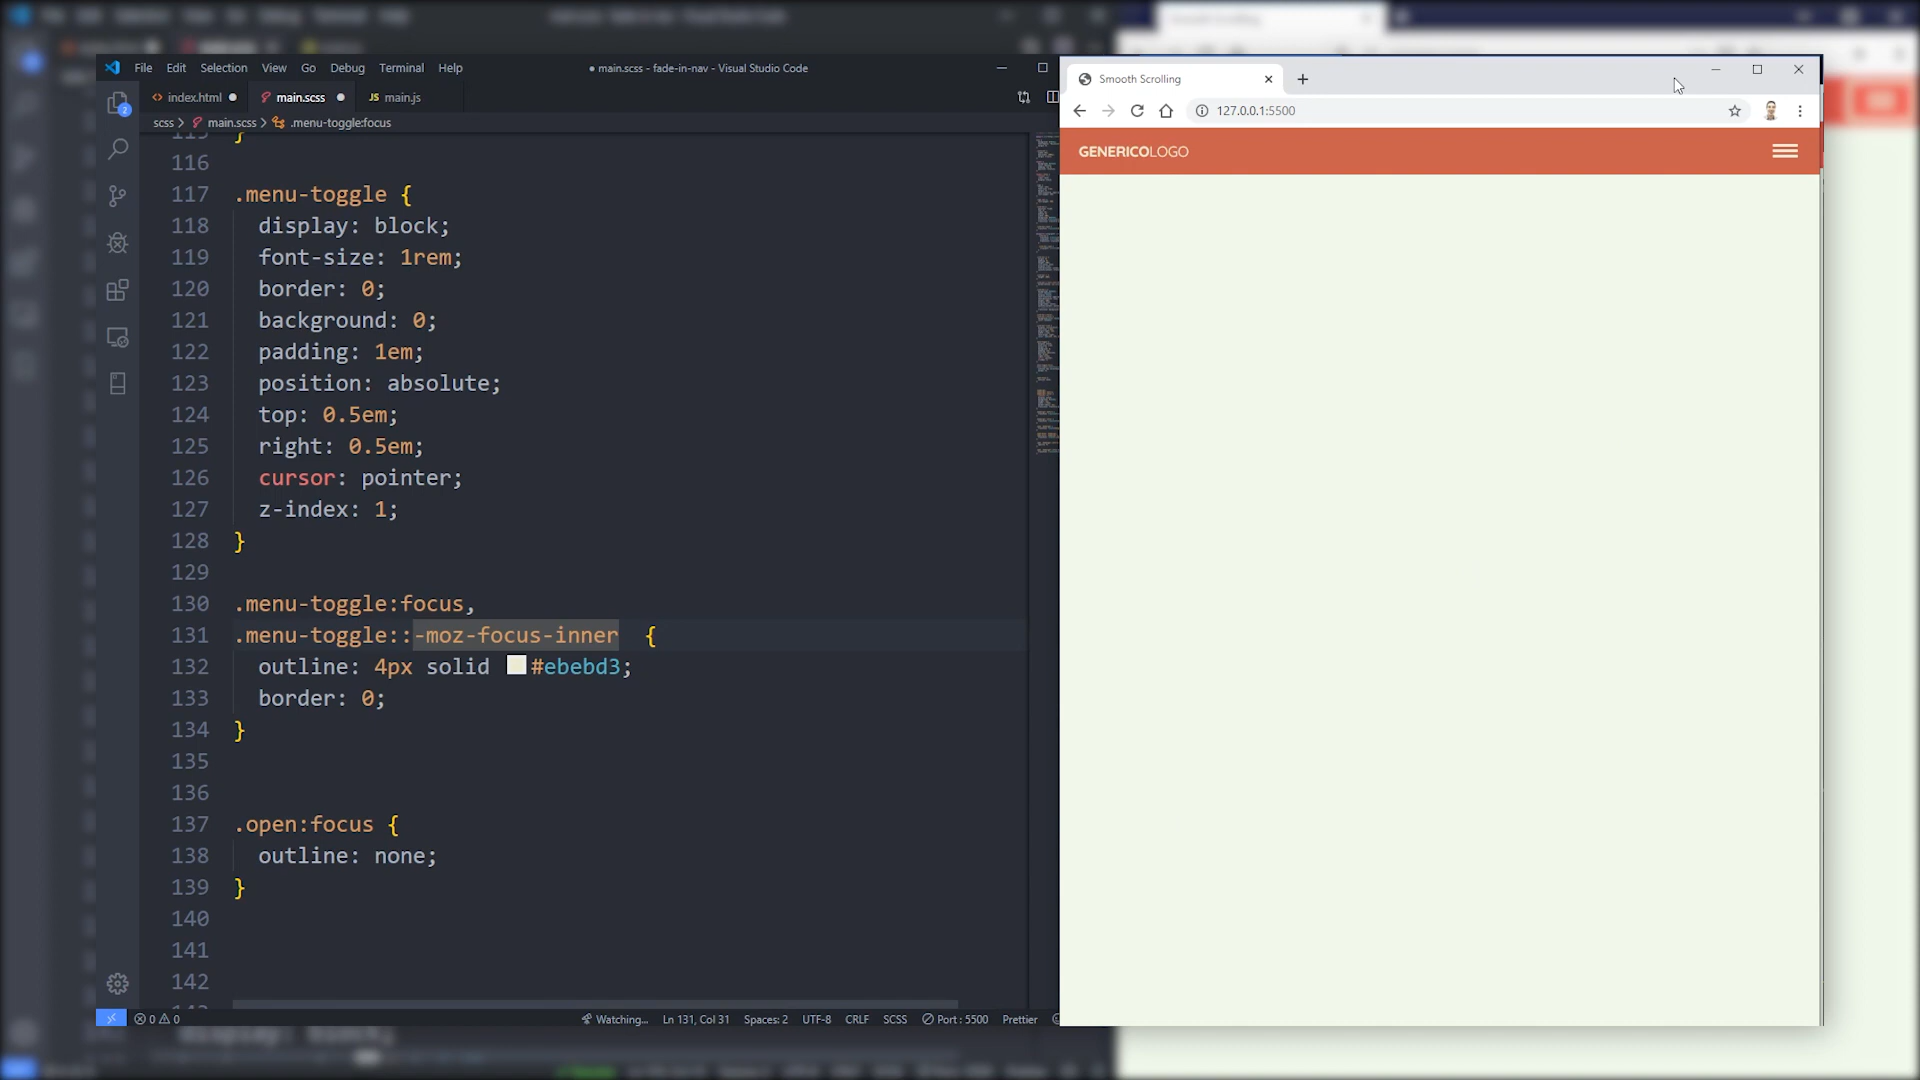 File Edit Selection View Go Debug Terminal Help
● main.scss - fade-in-nav - Visual Studio Code
index.html ● main.scss ● JS main.js
scss > main.scss > .menu-toggle:focus
2
115 }
116
117 .menu-toggle {
118 display: block;
119 font-size: 1rem;
120 border: 0;
121 background: 0;
122 padding: 1em;
123 position: absolute;
124 top: 0.5em;
125 right: 0.5em;
126 cursor: pointer;
127 z-index: 1;
128 }
129
130 .menu-toggle:focus,
131 .menu-toggle::-moz-focus-inner {
132 outline: 4px solid #ebebd3;
133 border: 0;
134 }
135
136
137 .open:focus {
138 outline: none;
139 }
140
141
142
0 0 Watching... Ln 131, Col 31 Spaces: 2 UTF-8 CRLF SCSS Port : 5500 Prettier
Smooth Scrolling
127.0.0.1:5500
GENERICOLOGO